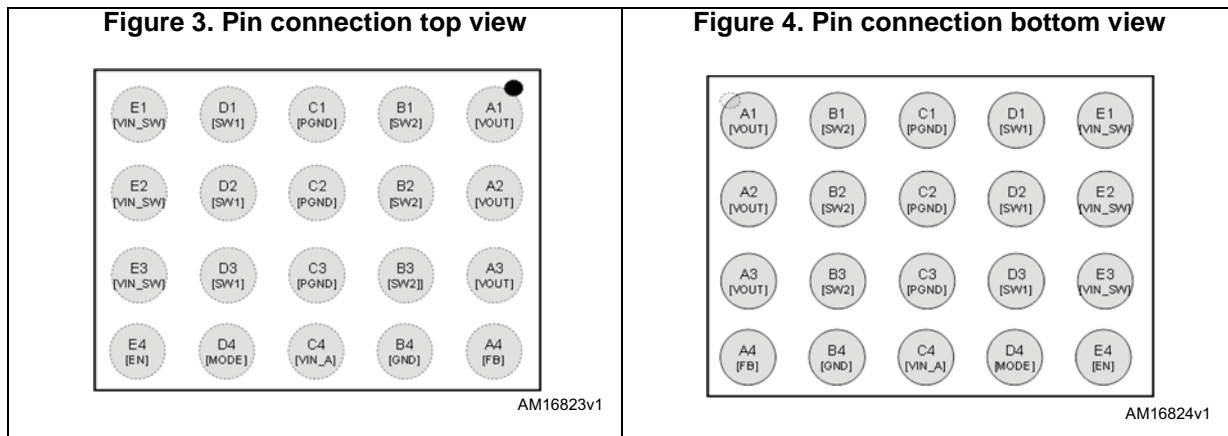 Figure 3. Pin connection top view
E1 D1 C1 B1 A1
[VIN_SW] [SW1] [PGND] [SW2] [VOUT]
E2 D2 C2 B2 A2
[VIN_SW] [SW1] [PGND] [SW2] [VOUT]
E3 D3 C3 B3 A3
[VIN_SW] [SW1] [PGND] [SW2]] [VOUT]
E4 D4 C4 B4 A4
[EN] [MODE] [VIN_A] [GND] [FB]
AM16823v1
Figure 4. Pin connection bottom view
A1 B1 C1 D1 E1
[VOUT] [SW2] [PGND] [SW1] [VIN_SW]
A2 B2 C2 D2 E2
[VOUT] [SW2] [PGND] [SW1] [VIN_SW]
A3 B3 C3 D3 E3
[VOUT] [SW2] [PGND] [SW1] [VIN_SW]
A4 B4 C4 D4 E4
[FB] [GND] [VIN_A] [MODE] [EN]
AM16824v1